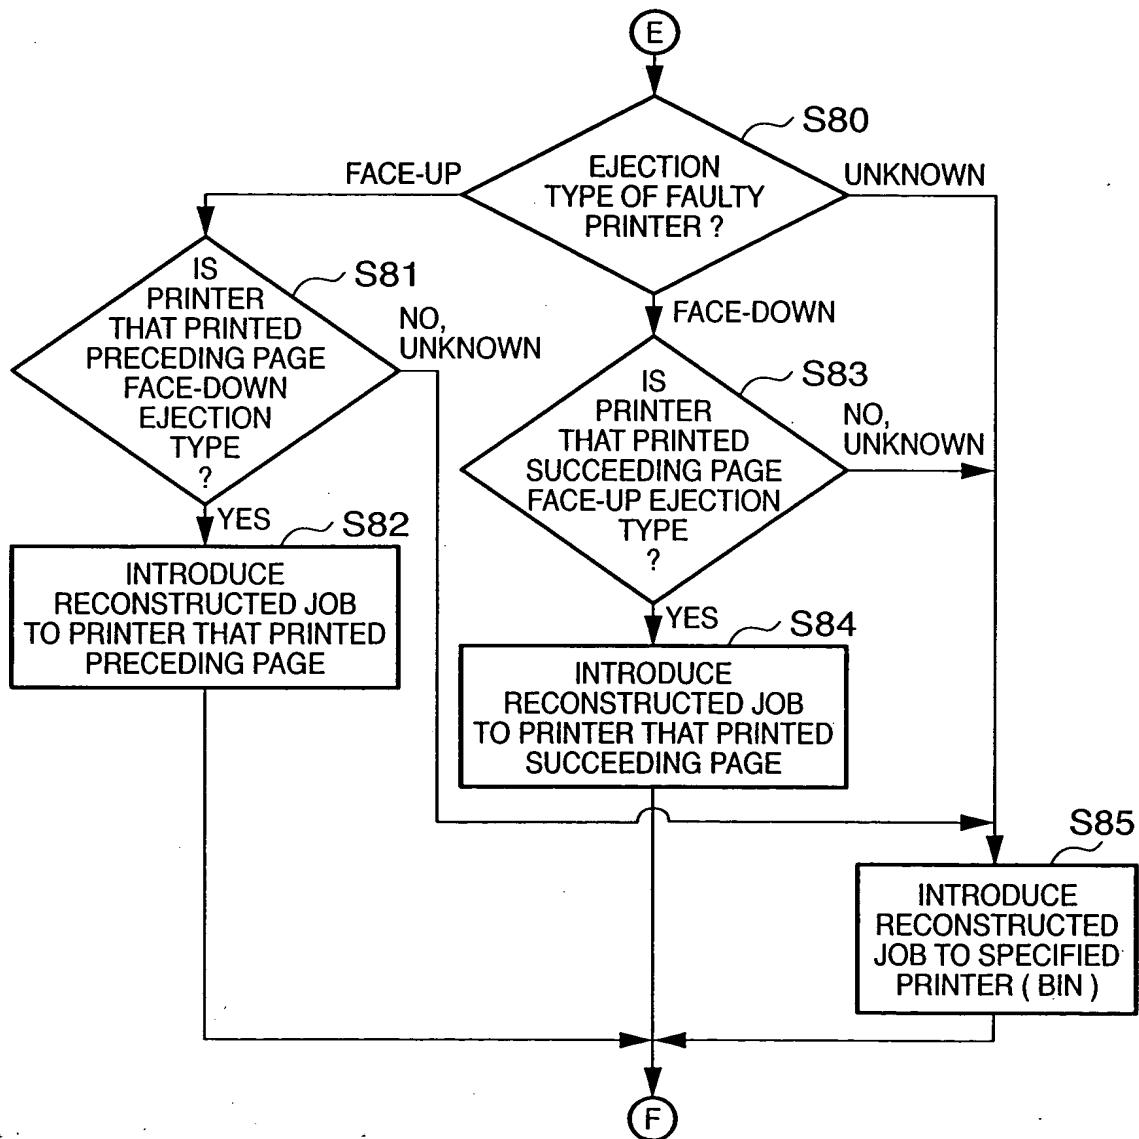 E
S80
EJECTION
TYPE OF FAULTY
PRINTER ?
FACE-UP
UNKNOWN
FACE-DOWN
S81
IS
PRINTER
THAT PRINTED
PRECEDING PAGE
FACE-DOWN
EJECTION
TYPE
?
NO,
UNKNOWN
YES
S82
INTRODUCE
RECONSTRUCTED JOB
TO PRINTER THAT PRINTED
PRECEDING PAGE
S83
IS
PRINTER
THAT PRINTED
SUCCEEDING PAGE
FACE-UP EJECTION
TYPE
?
NO,
UNKNOWN
YES
S84
INTRODUCE
RECONSTRUCTED JOB
TO PRINTER THAT PRINTED
SUCCEEDING PAGE
S85
INTRODUCE
RECONSTRUCTED
JOB TO SPECIFIED
PRINTER ( BIN )
F